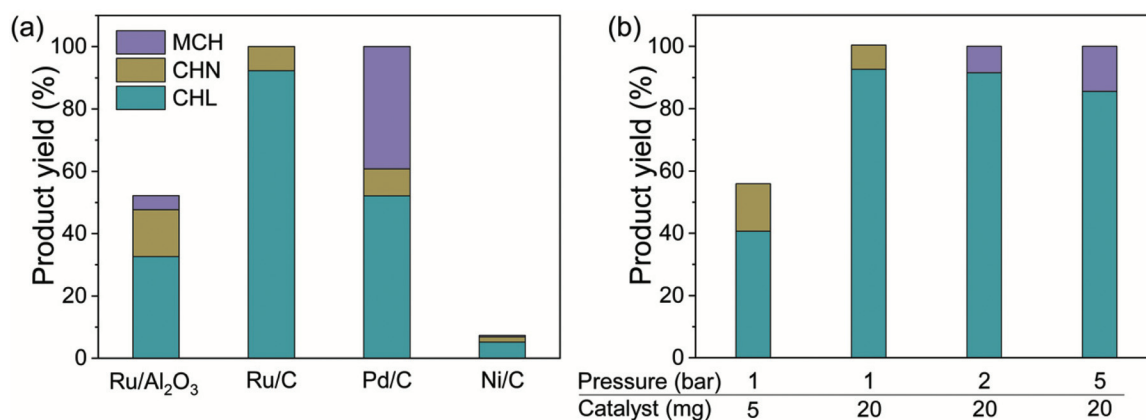 (a)
MCH
CHN
CHL
Product yield (%)
100
80
60
40
20
0
Ru/Al₂O₃ Ru/C Pd/C Ni/C
(b)
Product yield (%)
100
80
60
40
20
0
Pressure (bar) 1 1 2 5
Catalyst (mg) 5 20 20 20